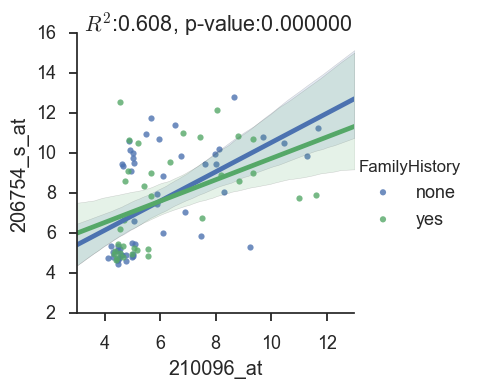 R²:0.608, p-value:0.000000
16
14
12
10
8
6
4
2
206754_s_at
4 6 8 10 12
210096_at
FamilyHistory
none
yes